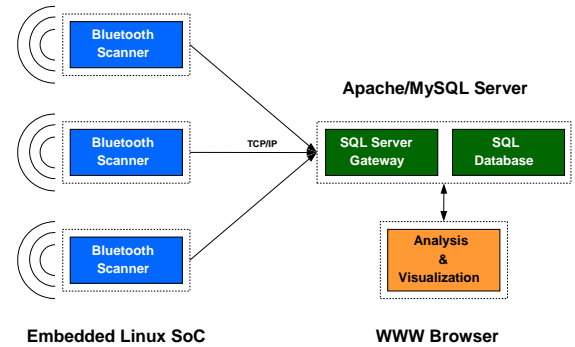 Bluetooth
Scanner
Apache/MySQL Server
Bluetooth
Scanner
TCP/IP
SQL Server
Gateway
SQL
Database
Bluetooth
Scanner
Analysis
&
Visualization
Embedded Linux SoC
WWW Browser